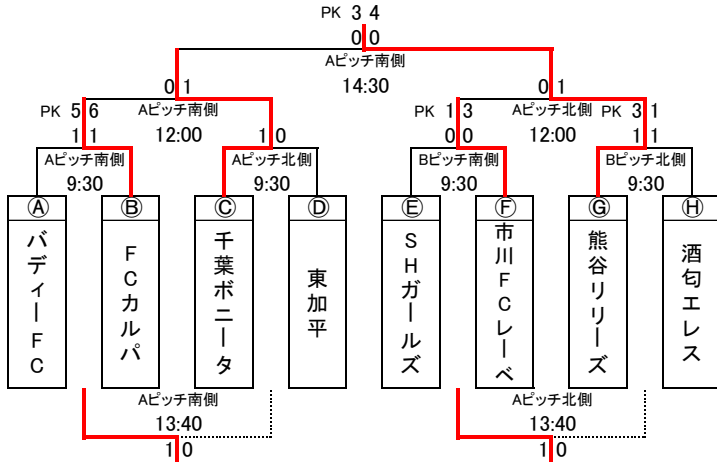 PK 3 4
0 0
Aピッチ南側
14:30
0 1
0 1
PK 5 6
Aピッチ南側
PK 1 3
Aピッチ北側
PK 3 1
1 1
12:00
1 0
0 0
12:00
1 1
Aピッチ南側
Aピッチ北側
Bピッチ南側
Bピッチ北側
9:30
9:30
9:30
9:30
Ⓐ
Ⓑ
Ⓒ
Ⓓ
Ⓔ
Ⓕ
Ⓖ
Ⓗ
バディーFC
FCカルパ
千葉ボニータ
東加平
SHガールズ
市川FCレーベ
熊谷リリーズ
酒匂エレス
Aピッチ南側
Aピッチ北側
13:40
13:40
1 0
1 0